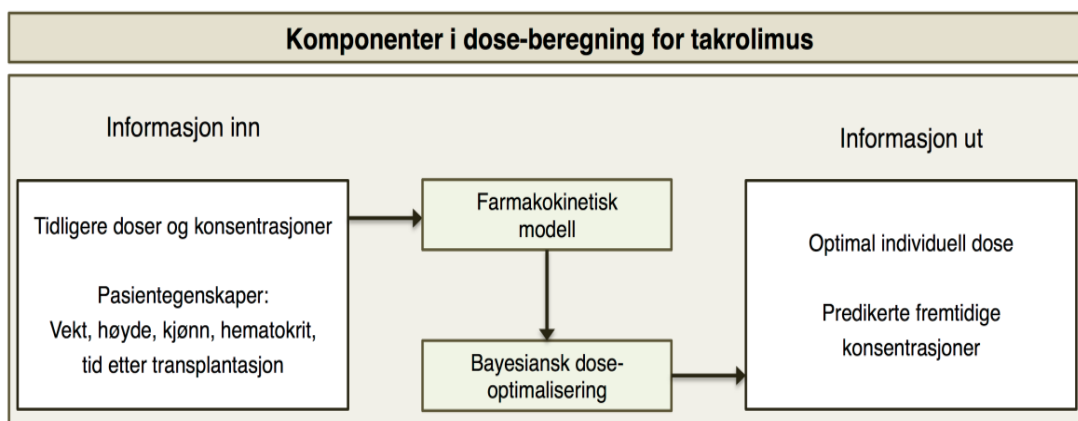 Komponenter i dose-beregning for takrolimus
Informasjon inn
Tidligere doser og konsentrasjoner
Pasientegenskaper:
Vekt, høyde, kjønn, hematokrit,
tid etter transplantasjon
Farmakokinetisk
modell
Bayesiansk dose-
optimalisering
Informasjon ut
Optimal individuell dose
Predikerte fremtidige
konsentrasjoner